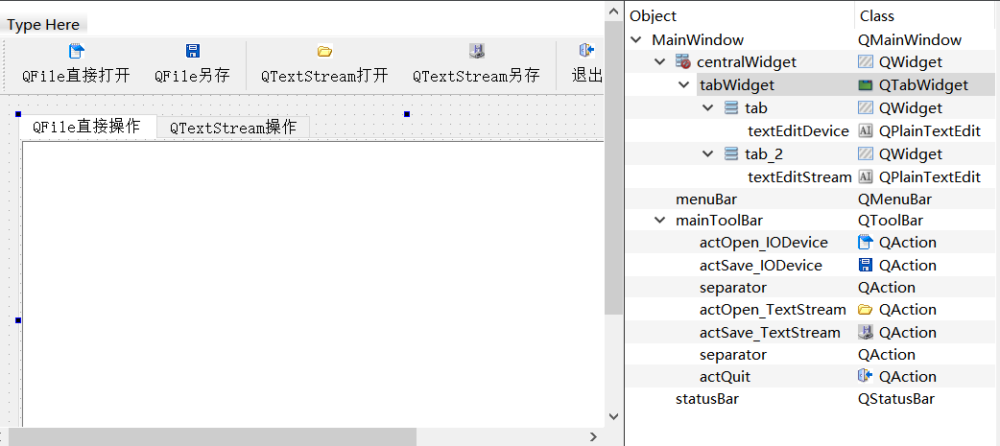 Type Here
QFile直接打开 QFile另存 QTextStream打开 QTextStream另存 退出
QFile直接操作 QTextStream操作
Object Class
MainWindow QMainWindow
centralWidget QWidget
tabWidget QTabWidget
tab QWidget
textEditDevice QPlainTextEdit
tab_2 QWidget
textEditStream QPlainTextEdit
menuBar QMenuBar
mainToolBar QToolBar
actOpen_IODevice QAction
actSave_IODevice QAction
separator QAction
actOpen_TextStream QAction
actSave_TextStream QAction
separator QAction
actQuit QAction
statusBar QStatusBar